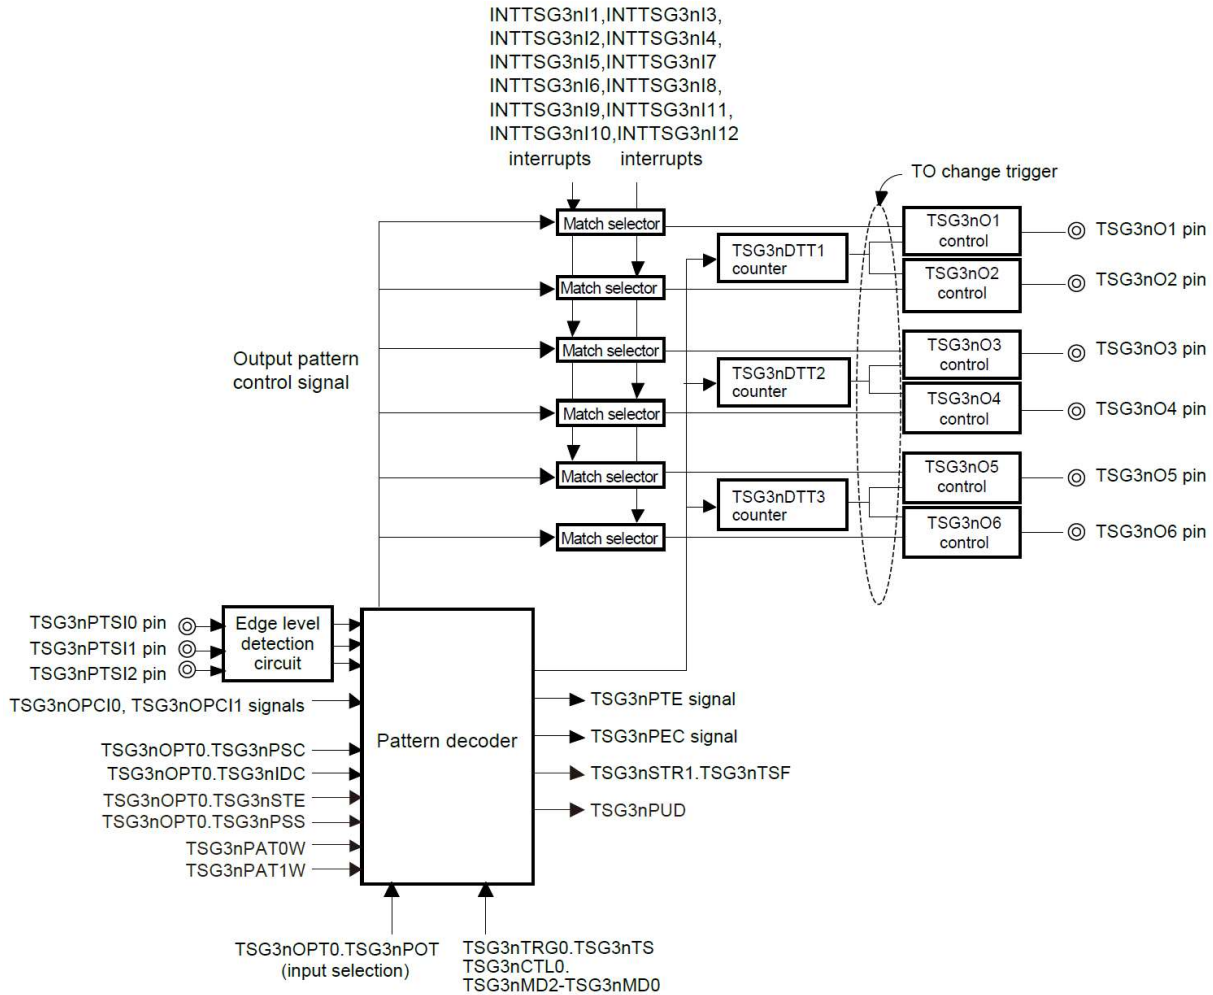 INTTSG3nI1,INTTSG3nI3,
INTTSG3nI2,INTTSG3nI4,
INTTSG3nI5,INTTSG3nI7
INTTSG3nI6,INTTSG3nI8,
INTTSG3nI9,INTTSG3nI11,
INTTSG3nI10,INTTSG3nI12
interrupts
interrupts
TO change trigger
Match selector
TSG3nO1
control
TSG3nO1 pin
TSG3nDTT1
counter
Match selector
TSG3nO2
control
TSG3nO2 pin
Output pattern
control signal
Match selector
TSG3nO3
control
TSG3nO3 pin
TSG3nDTT2
counter
Match selector
TSG3nO4
control
TSG3nO4 pin
Match selector
TSG3nO5
control
TSG3nO5 pin
TSG3nDTT3
counter
Match selector
TSG3nO6
control
TSG3nO6 pin
TSG3nPTSI0 pin
TSG3nPTSI1 pin
TSG3nPTSI2 pin
Edge level
detection
circuit
TSG3nOPCI0, TSG3nOPCI1 signals
TSG3nOPT0.TSG3nPSC
TSG3nOPT0.TSG3nIDC
TSG3nOPT0.TSG3nSTE
TSG3nOPT0.TSG3nPSS
TSG3nPAT0W
TSG3nPAT1W
Pattern decoder
TSG3nPTE signal
TSG3nPEC signal
TSG3nSTR1.TSG3nTSF
TSG3nPUD
TSG3nOPT0.TSG3nPOT
(input selection)
TSG3nTRG0.TSG3nTS
TSG3nCTL0.
TSG3nMD2-TSG3nMD0